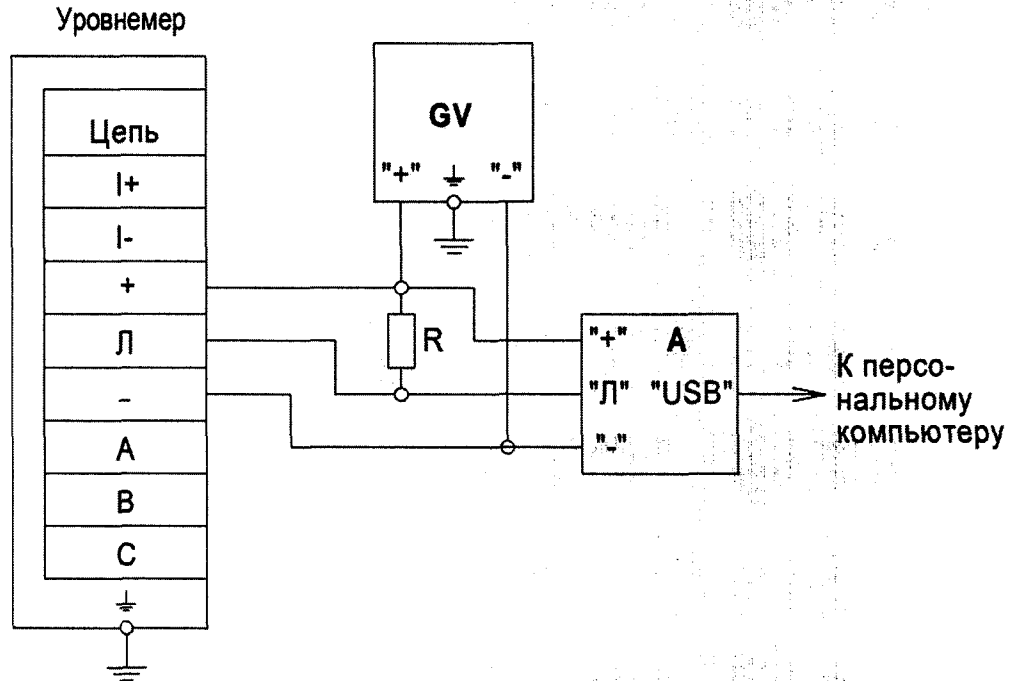 Уровнемер
Цепь
I+
I-
+
Л
-
A
B
C
GV
"+" "-"
R
"+" A
"Л" "USB"
"-"
К персо-
нальному
компьютеру